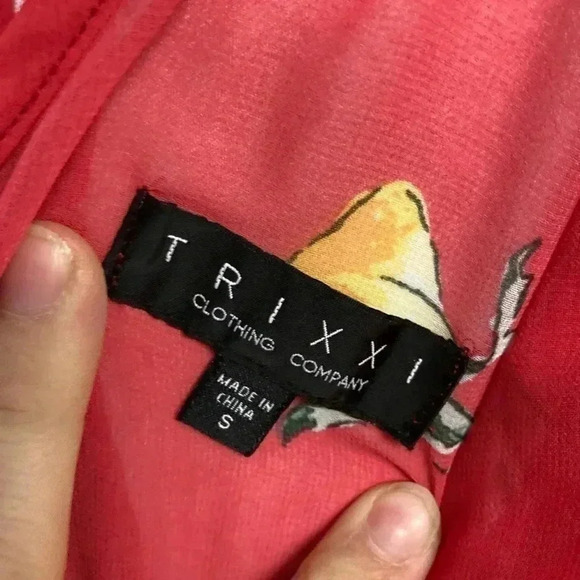 TRIXXI
CLOTHING COMPANY
MADE IN
CHINA
S